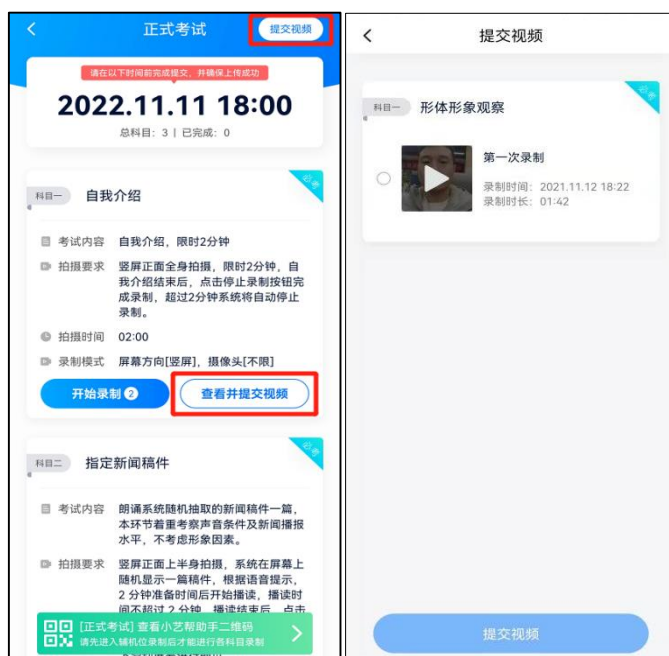 正式考试
提交视频
请在以下时间前完成提交，并确保上传成功
2022.11.11 18:00
总科目：3 | 已完成：0
必考
科目一 自我介绍
考试内容 自我介绍，限时2分钟
拍摄要求 竖屏正面全身拍摄，限时2分钟，自
我介绍结束后，点击停止录制按钮完
成录制，超过2分钟系统将自动停止
录制。
拍摄时间 02:00
录制模式 屏幕方向[竖屏]，摄像头[不限]
开始录制 2
查看并提交视频
必考
科目二 指定新闻稿件
考试内容 朗诵系统随机抽取的新闻稿件一篇，
本环节着重考察声音条件及新闻播报
水平，不考虑形象因素。
拍摄要求 竖屏正面上半身拍摄，系统在屏幕上
随机显示一篇稿件，根据语音提示，
2 分钟准备时间后开始播读，播读时
间不超过 2 分钟，播读结束后，点击
[正式考试] 查看小艺帮助手二维码
请先进入辅机位录制后才能进行各科目录制
提交视频
必考
科目一 形体形象观察
第一次录制
录制时间：2021.11.12 18:22
录制时长：01:42
提交视频